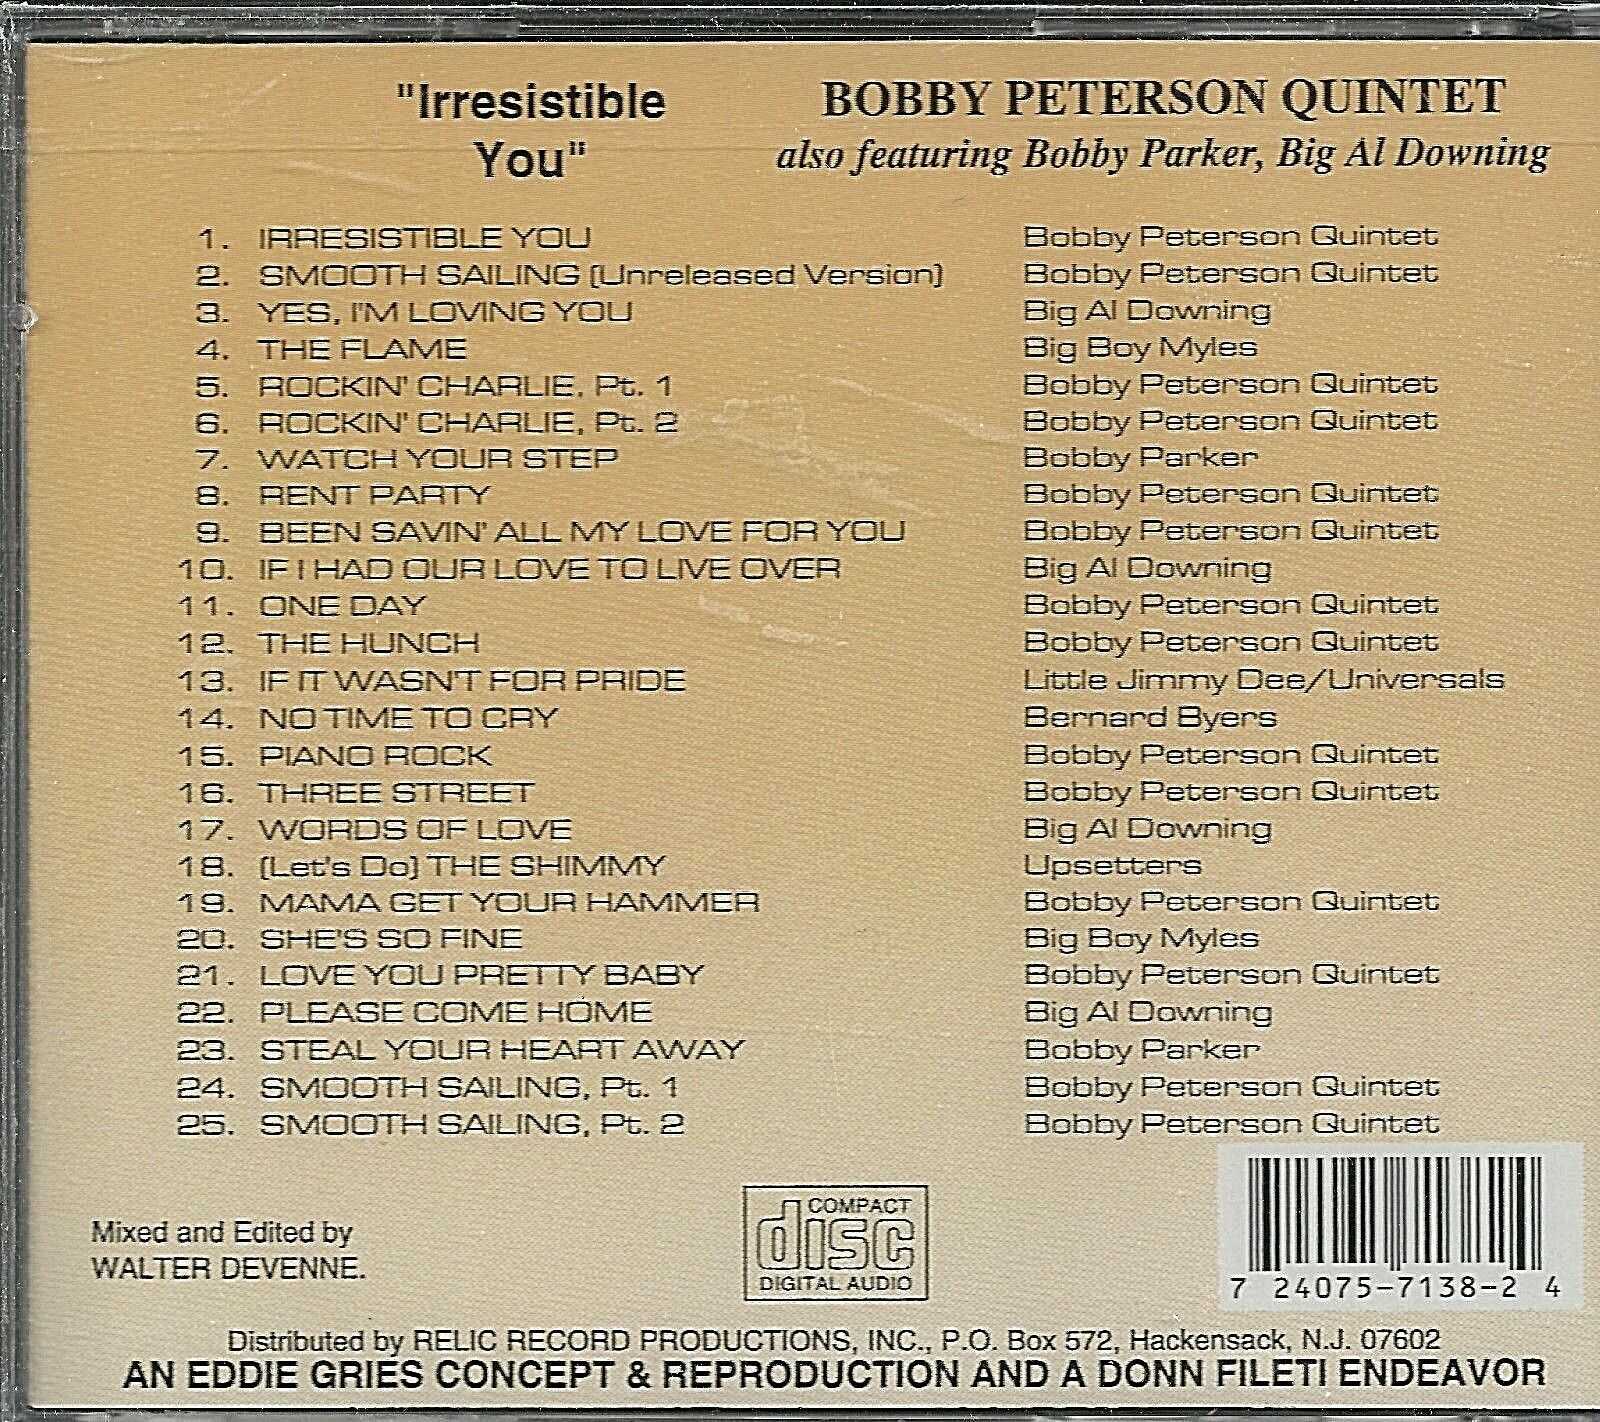 "Irresistible
You"
BOBBY PETERSON QUINTET
also featuring Bobby Parker, Big Al Downing
1. IRRESISTIBLE YOU Bobby Peterson Quintet
2. SMOOTH SAILING (Unreleased Version) Bobby Peterson Quintet
3. YES, I'M LOVING YOU Big Al Downing
4. THE FLAME Big Boy Myles
5. ROCKIN' CHARLIE, Pt. 1 Bobby Peterson Quintet
6. ROCKIN' CHARLIE, Pt. 2 Bobby Peterson Quintet
7. WATCH YOUR STEP Bobby Parker
8. RENT PARTY Bobby Peterson Quintet
9. BEEN SAVIN' ALL MY LOVE FOR YOU Bobby Peterson Quintet
10. IF I HAD OUR LOVE TO LIVE OVER Big Al Downing
11. ONE DAY Bobby Peterson Quintet
12. THE HUNCH Bobby Peterson Quintet
13. IF IT WASN'T FOR PRIDE Little Jimmy Dee/Universals
14. NO TIME TO CRY Bernard Byers
15. PIANO ROCK Bobby Peterson Quintet
16. THREE STREET Bobby Peterson Quintet
17. WORDS OF LOVE Big Al Downing
18. (Let's Do) THE SHIMMY Upsetters
19. MAMA GET YOUR HAMMER Bobby Peterson Quintet
20. SHE'S SO FINE Big Boy Myles
21. LOVE YOU PRETTY BABY Bobby Peterson Quintet
22. PLEASE COME HOME Big Al Downing
23. STEAL YOUR HEART AWAY Bobby Parker
24. SMOOTH SAILING, Pt. 1 Bobby Peterson Quintet
25. SMOOTH SAILING, Pt. 2 Bobby Peterson Quintet
Mixed and Edited by
WALTER DEVENNE.
COMPACT
disc
DIGITAL AUDIO
7 24075-7138-2 4
Distributed by RELIC RECORD PRODUCTIONS, INC., P.O. Box 572, Hackensack, N.J. 07602
AN EDDIE GRIES CONCEPT & REPRODUCTION AND A DONN FILETI ENDEAVOR